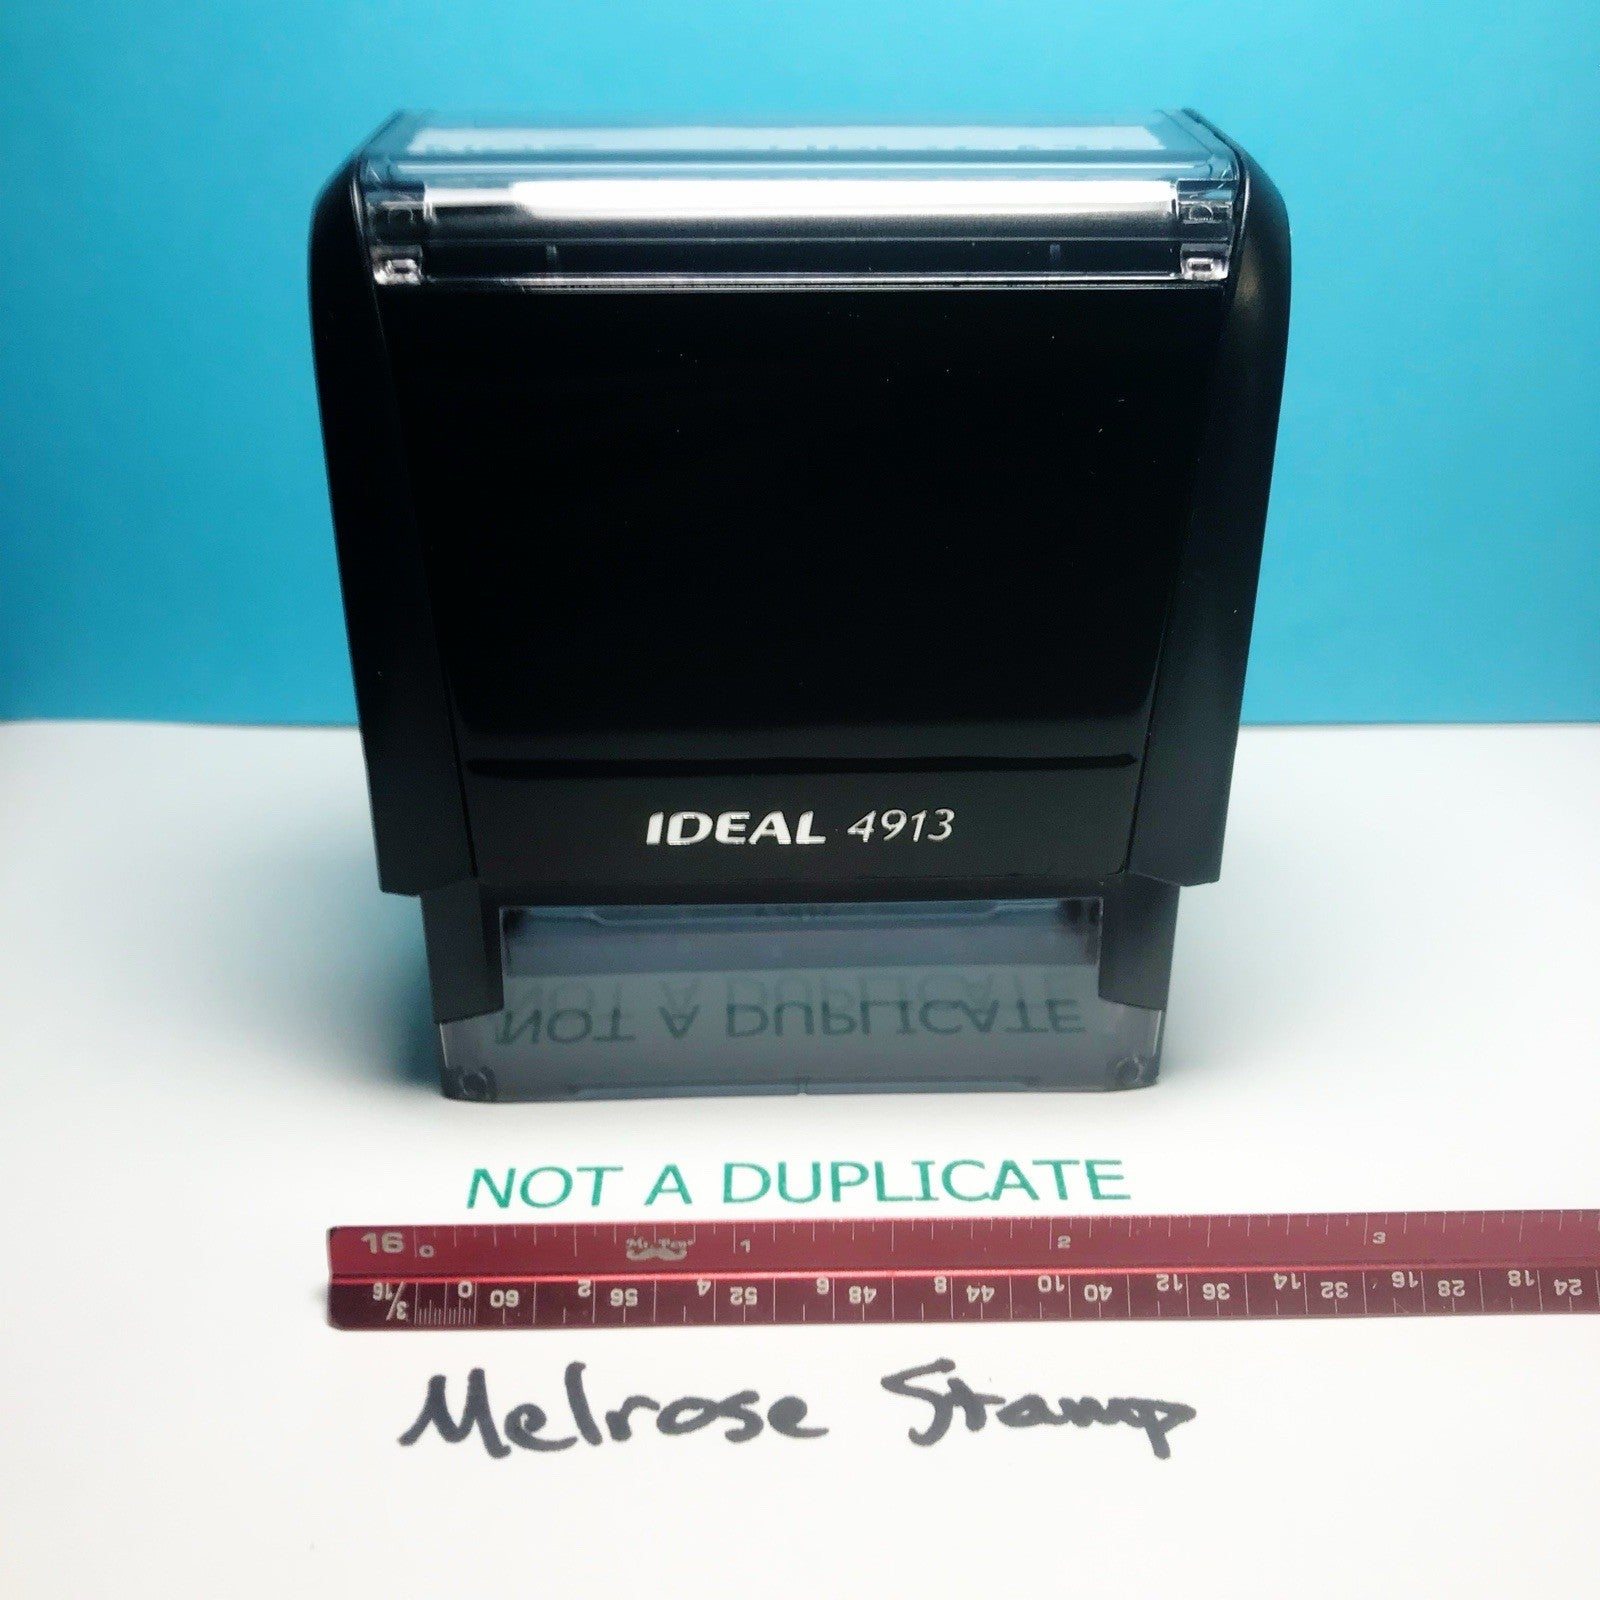 IDEAL 4913
NOT A DUPLICATE
NOT A DUPLICATE
16 0 1 2 3
3/16 0 60 2 56 4 52 6 48 8 44 10 40 12 36 14 32 16 28 18 24
Melrose Stamp